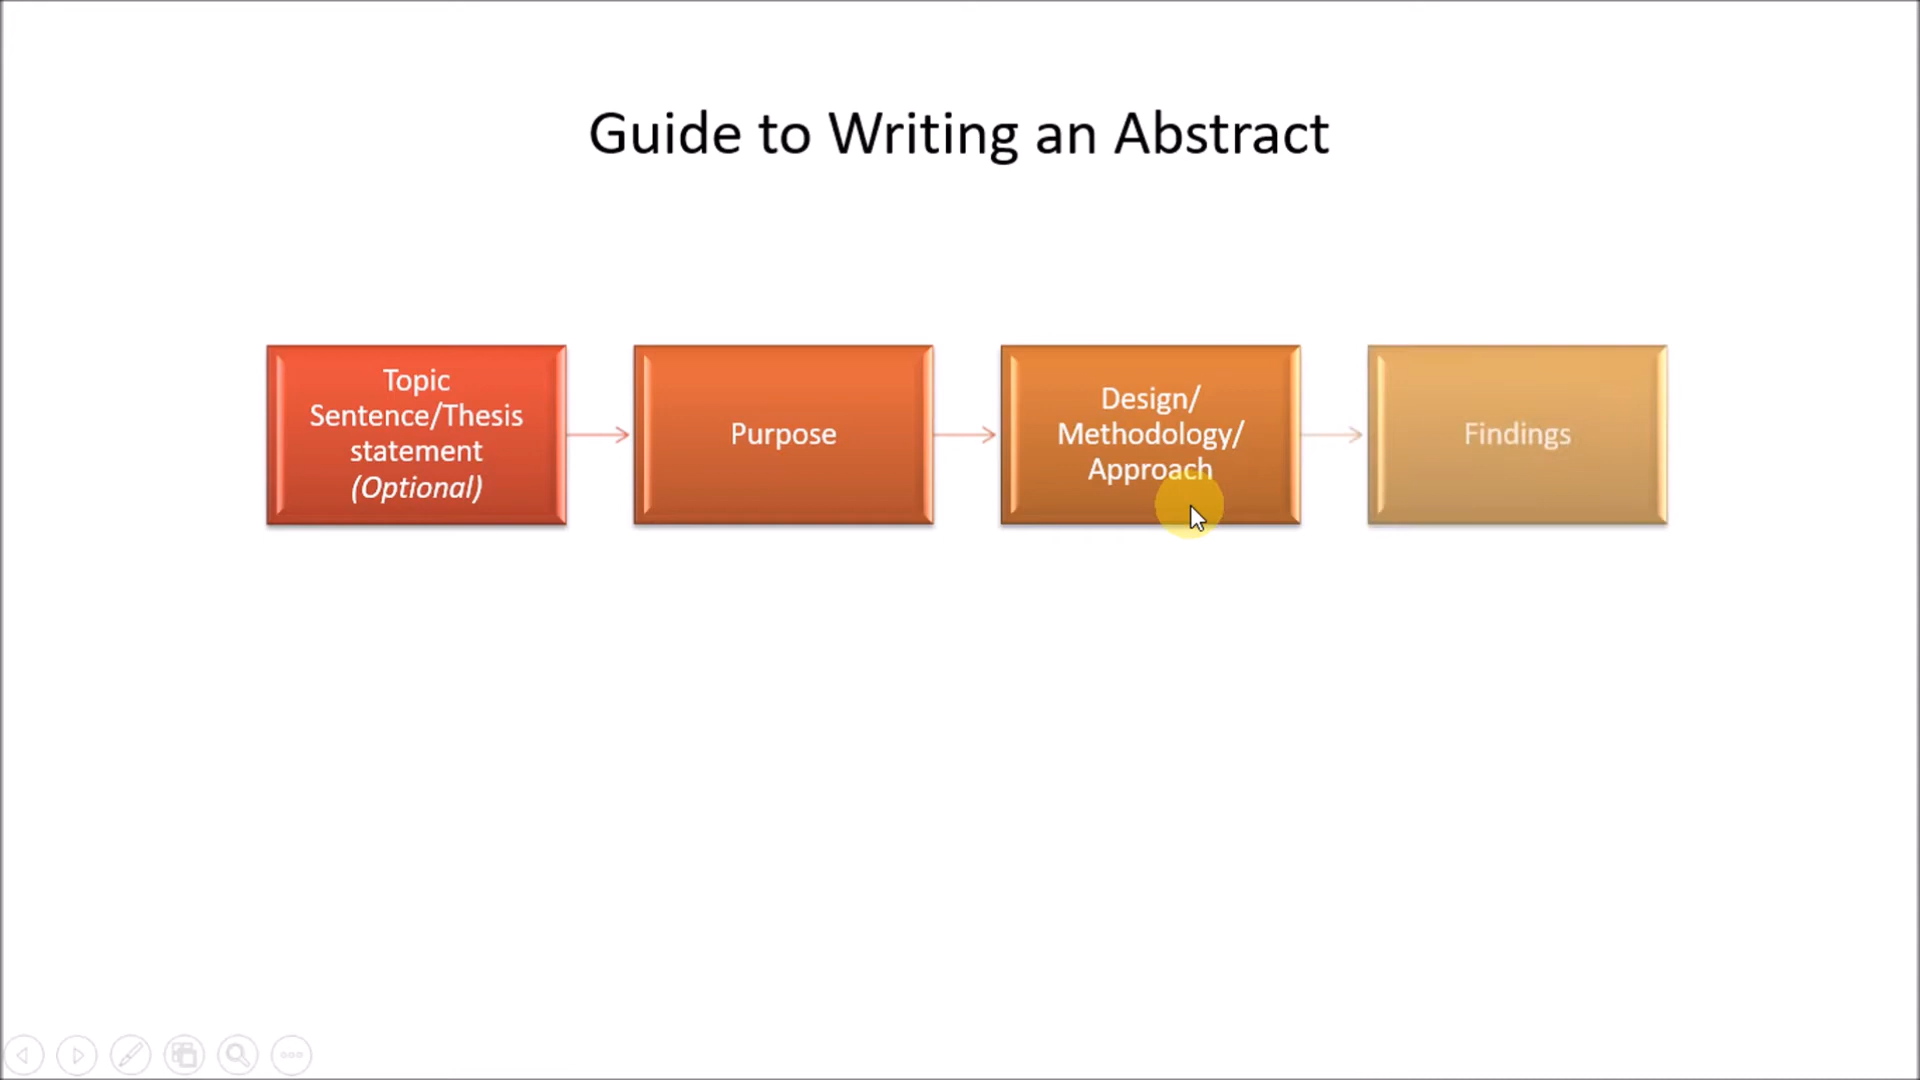 Guide to Writing an Abstract
Topic
Sentence/Thesis
statement
(Optional)
Purpose
Design/
Methodology/
Approach
Findings